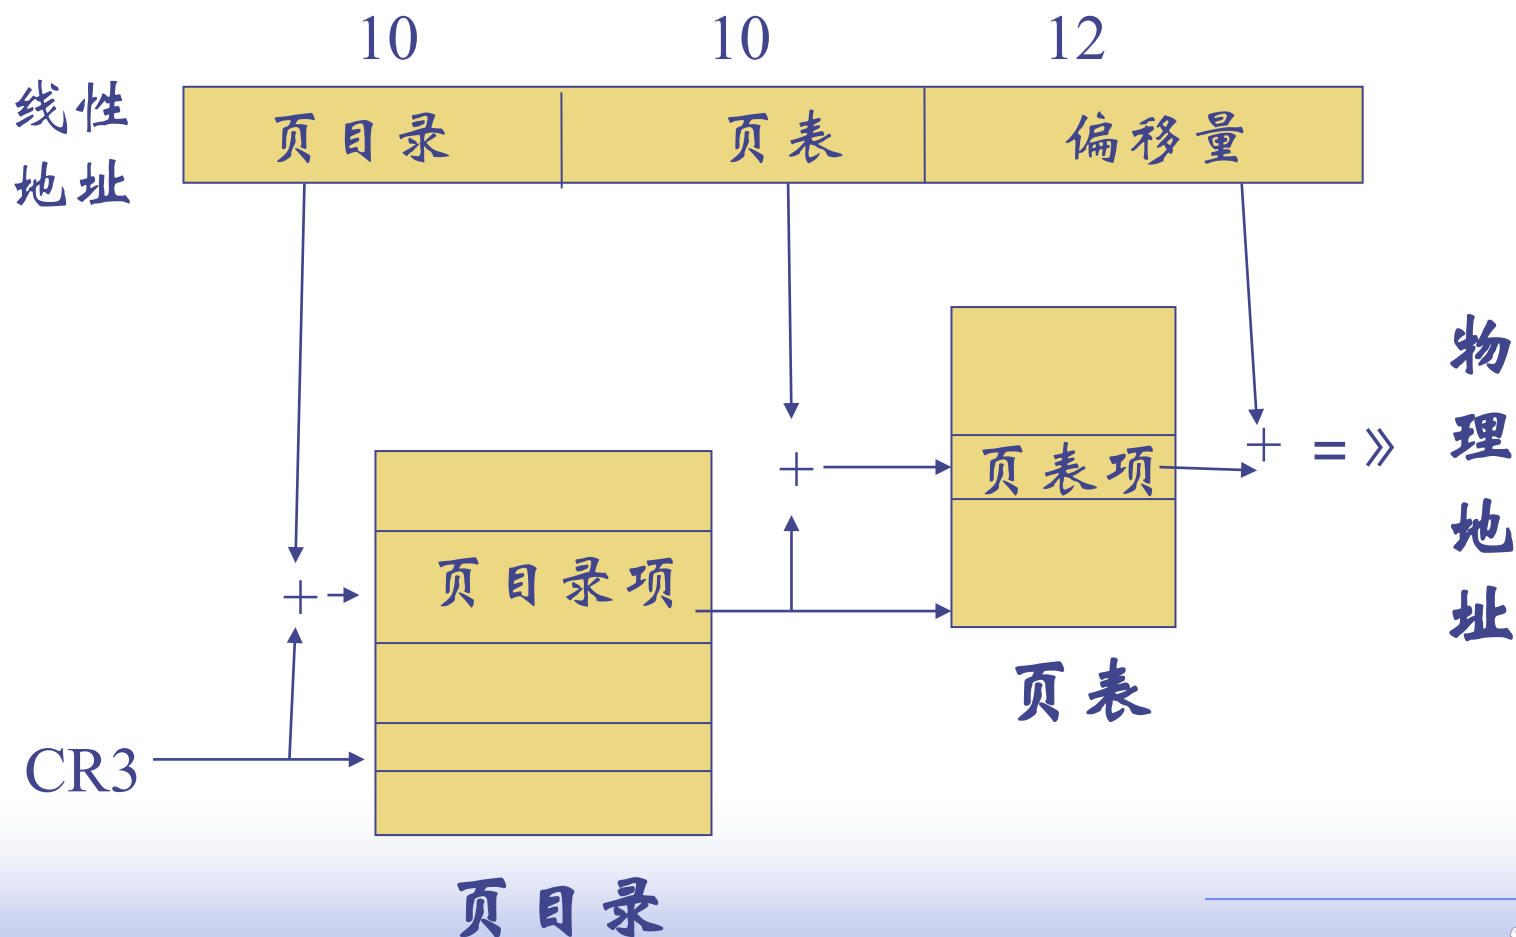 10 10 12
线性
地址
页目录 页表 偏移量
页表项
+ = 》
+
页目录项
+
物
理
地
址
页表
CR3
页目录